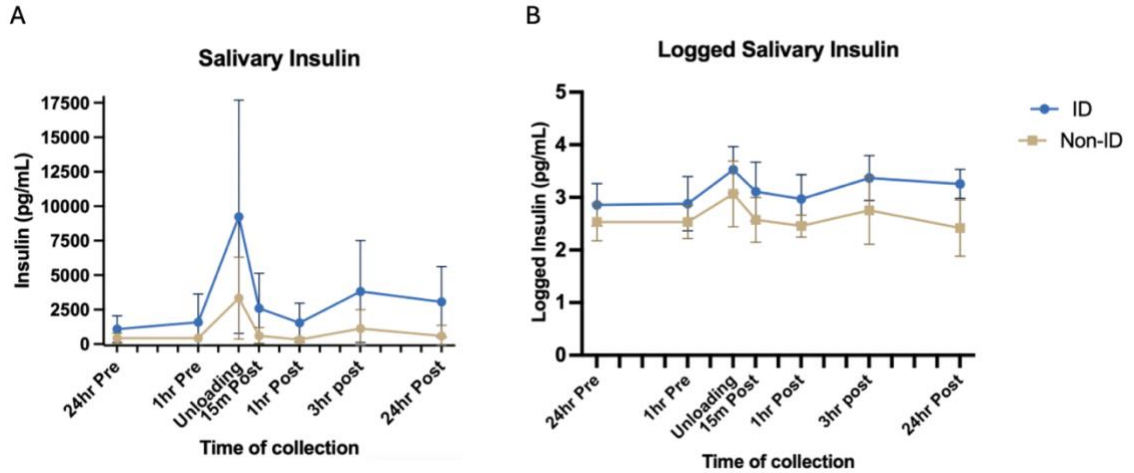 A
Salivary Insulin
Insulin (pg/mL)
17500
15000
12500
10000
7500
5000
2500
0
24hr Pre
1hr Pre
Unloading
15m Post
1hr Post
3hr post
24hr Post
Time of collection
B
Logged Salivary Insulin
Logged Insulin (pg/mL)
5
4
3
2
1
0
24hr Pre
1hr Pre
Unloading
15m Post
1hr Post
3hr post
24hr Post
Time of collection
ID
Non-ID